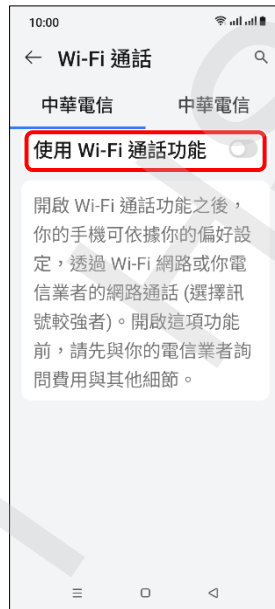 10:00
Wi-Fi 通話
中華電信 中華電信
使用 Wi-Fi 通話功能
開啟 Wi-Fi 通話功能之後，
你的手機可依據你的偏好設
定，透過 Wi-Fi 網路或你電
信業者的網路通話 (選擇訊
號較強者)。開啟這項功能
前，請先與你的電信業者詢
問費用與其他細節。